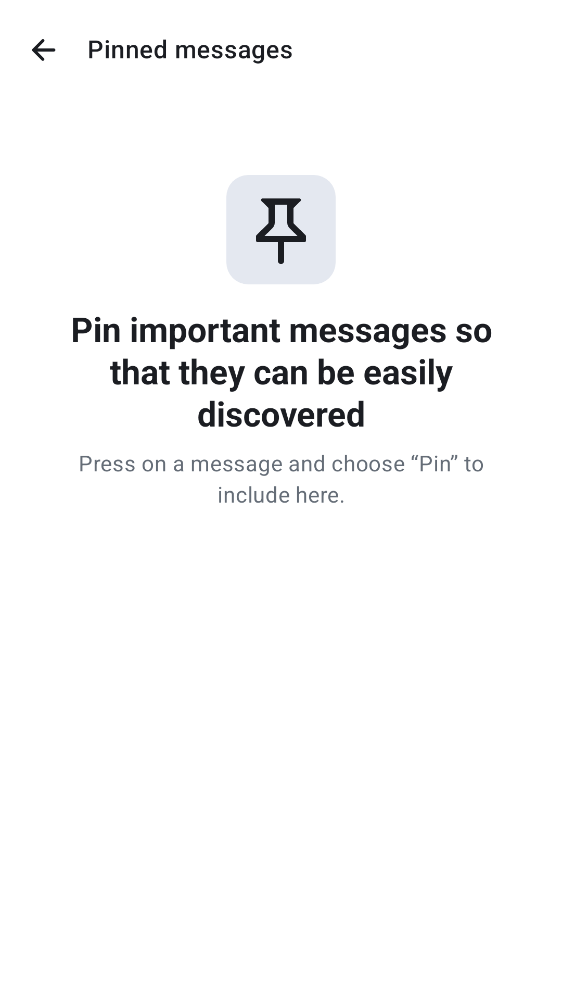 Pinned messages
Pin important messages so
that they can be easily
discovered
Press on a message and choose “Pin” to
include here.